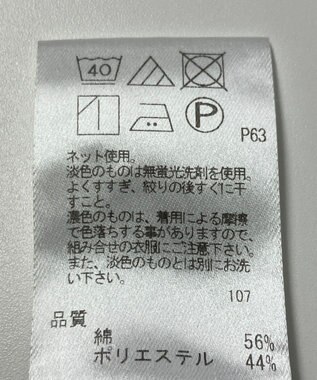 40
P
P63
ネット使用。
淡色のものは無蛍光洗剤を使用。
よくすすぎ、絞りの後すぐに干
すこと。
濃色のものは、着用による摩擦
で色落ちする事がありますので、
組み合せの衣服にご注意下さい。
また、淡色のものとは別にお洗
い下さい。
107
品質
綿 56%
ポリエステル 44%